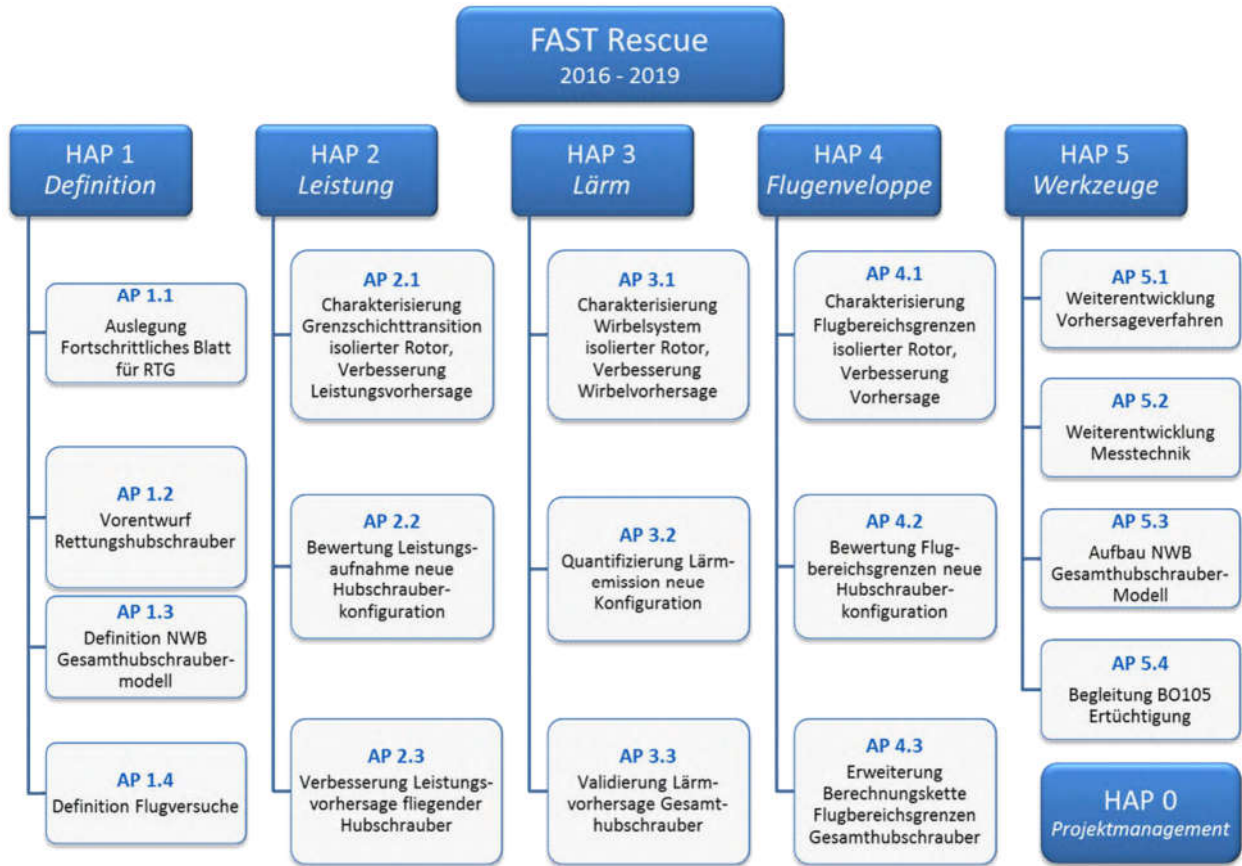 FAST Rescue
2016 - 2019
HAP 1
Definition
AP 1.1
Auslegung
Fortschrittliches Blatt
für RTG
AP 1.2
Vorentwurf
Rettungshubschrauber
AP 1.3
Definition NWB
Gesamthubschrauber-
modell
AP 1.4
Definition Flugversuche
HAP 2
Leistung
AP 2.1
Charakterisierung
Grenzschichttransition
isolierter Rotor,
Verbesserung
Leistungsvorhersage
AP 2.2
Bewertung Leistungs-
aufnahme neue
Hubschrauber-
konfiguration
AP 2.3
Verbesserung Leistungs-
vorhersage fliegender
Hubschrauber
HAP 3
Lärm
AP 3.1
Charakterisierung
Wirbelsystem
isolierter Rotor,
Verbesserung
Wirbelvorhersage
AP 3.2
Quantifizierung Lärm-
emission neue
Konfiguration
AP 3.3
Validierung Lärm-
vorhersage Gesamt-
hubschrauber
HAP 4
Flugenveloppe
AP 4.1
Charakterisierung
Flugbereichsgrenzen
isolierter Rotor,
Verbesserung
Vorhersage
AP 4.2
Bewertung Flug-
bereichsgrenzen neue
Hubschrauber-
konfiguration
AP 4.3
Erweiterung
Berechnungskette
Flugbereichsgrenzen
Gesamthubschrauber
HAP 5
Werkzeuge
AP 5.1
Weiterentwicklung
Vorhersageverfahren
AP 5.2
Weiterentwicklung
Messtechnik
AP 5.3
Aufbau NWB
Gesamthubschrauber-
Modell
AP 5.4
Begleitung BO105
Ertüchtigung
HAP 0
Projektmanagement